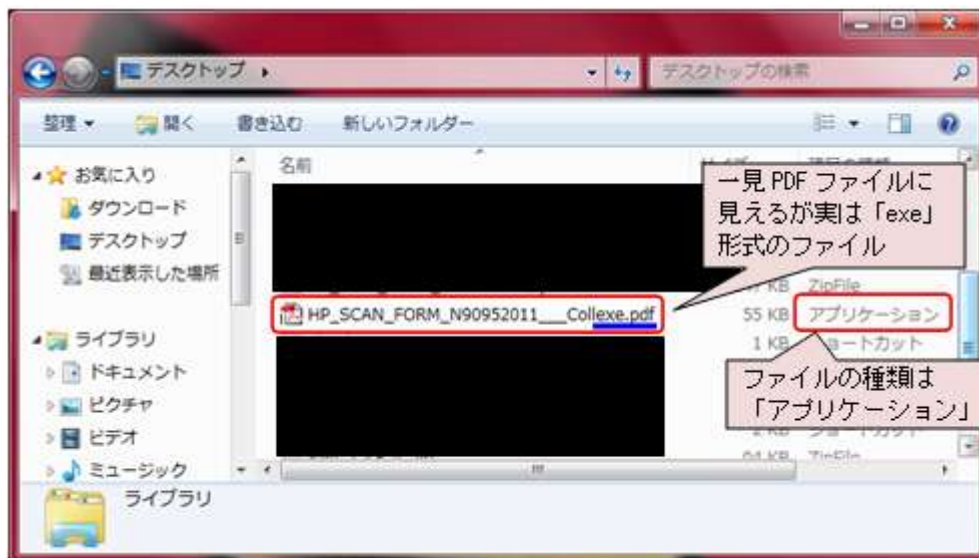 デスクトップ
デスクトップの検索
整理
開く
書き込む
新しいフォルダー
お気に入り
ダウンロード
デスクトップ
最近表示した場所
ライブラリ
ドキュメント
ピクチャ
ビデオ
ミュージック
名前
一見 PDF ファイルに
見えるが実は「exe」
形式のファイル
KB ZipFile
HP_SCAN_FORM_N90952011___Collexe.pdf
55 KB アプリケーション
1 KB ショートカット
ファイルの種類は
「アプリケーション」
KB ZipFile
ライブラリ